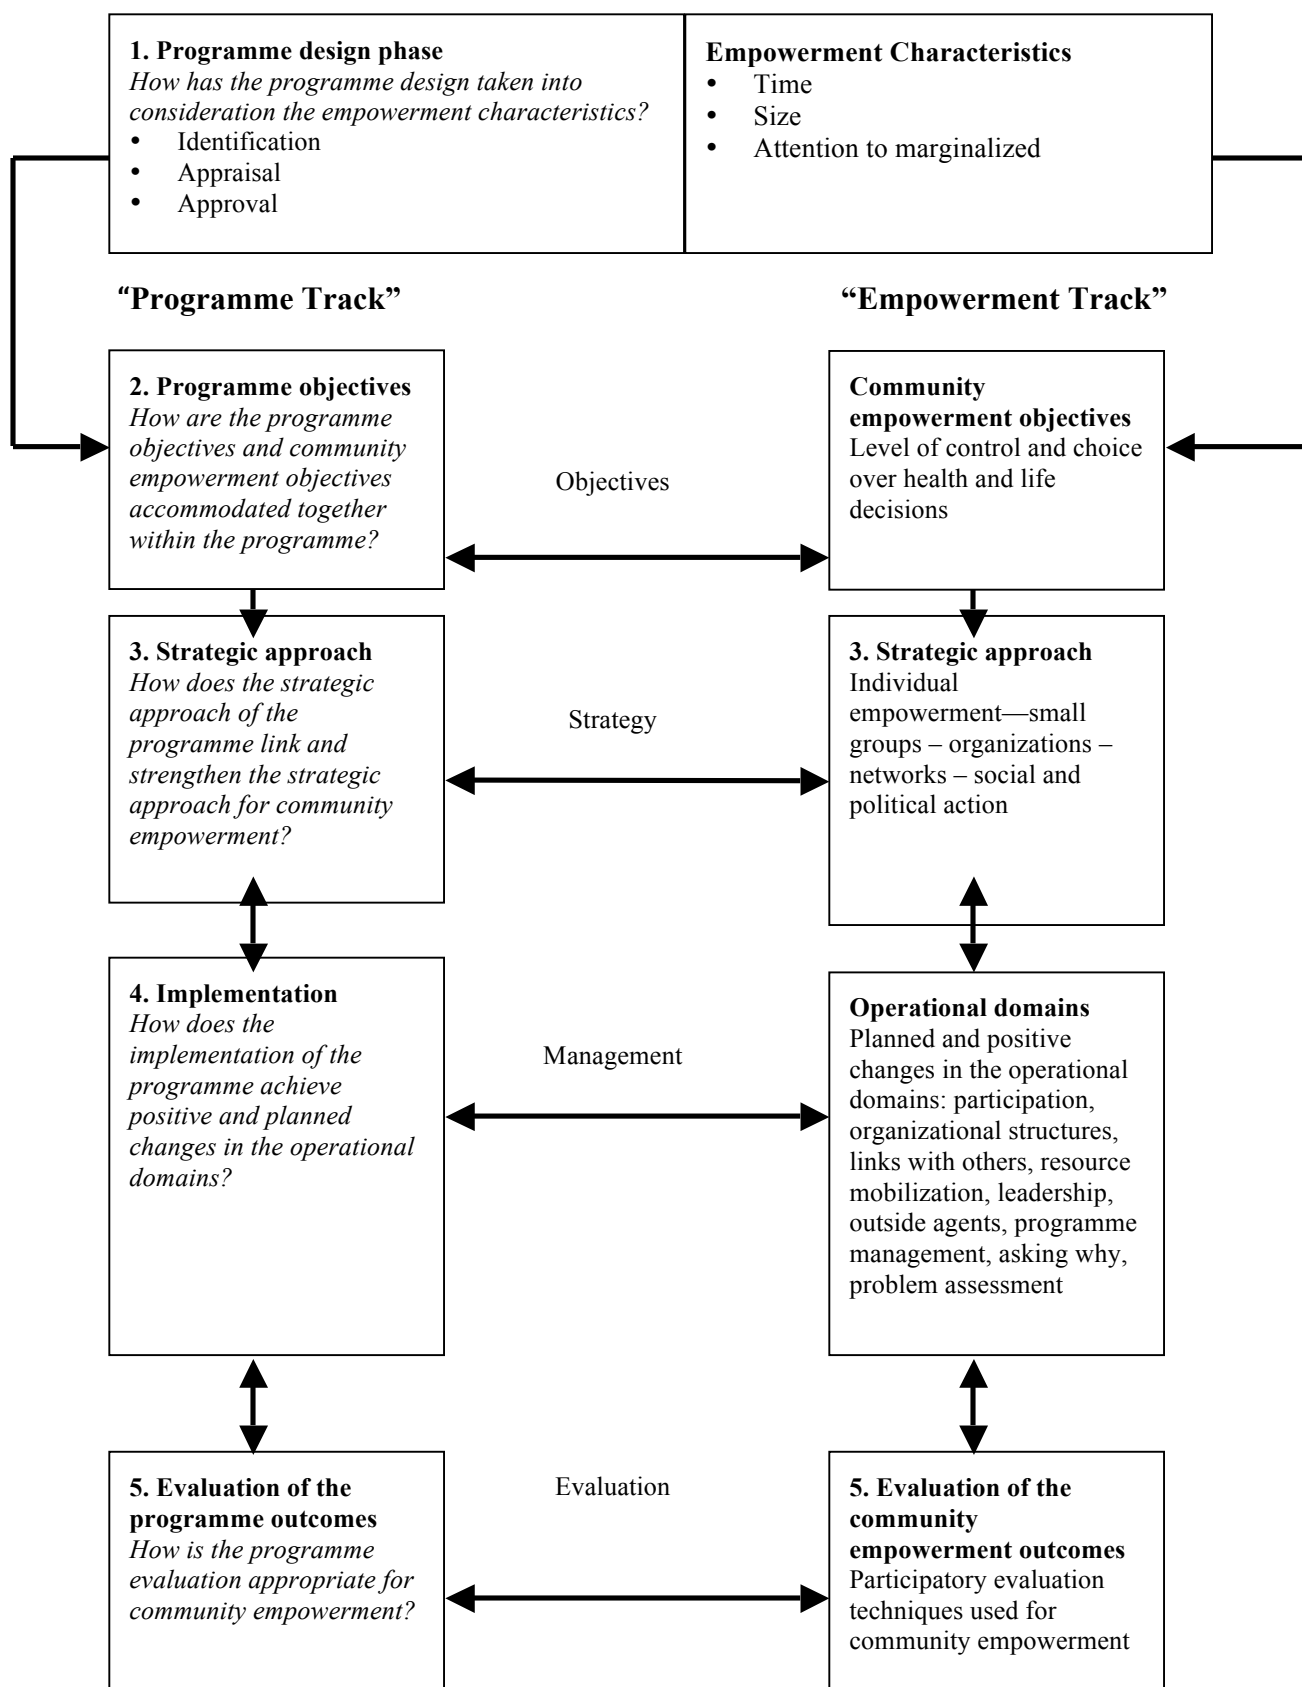 1. Programme design phase
How has the programme design taken into
consideration the empowerment characteristics?
• Identification
• Appraisal
• Approval
Empowerment Characteristics
• Time
• Size
• Attention to marginalized
“Programme Track”
“Empowerment Track”
2. Programme objectives
How are the programme
objectives and community
empowerment objectives
accommodated together
within the programme?
Objectives
Community
empowerment objectives
Level of control and choice
over health and life
decisions
3. Strategic approach
How does the strategic
approach of the
programme link and
strengthen the strategic
approach for community
empowerment?
Strategy
3. Strategic approach
Individual
empowerment—small
groups – organizations –
networks – social and
political action
4. Implementation
How does the
implementation of the
programme achieve
positive and planned
changes in the operational
domains?
Management
Operational domains
Planned and positive
changes in the operational
domains: participation,
organizational structures,
links with others, resource
mobilization, leadership,
outside agents, programme
management, asking why,
problem assessment
5. Evaluation of the
programme outcomes
How is the programme
evaluation appropriate for
community empowerment?
Evaluation
5. Evaluation of the
community
empowerment outcomes
Participatory evaluation
techniques used for
community empowerment